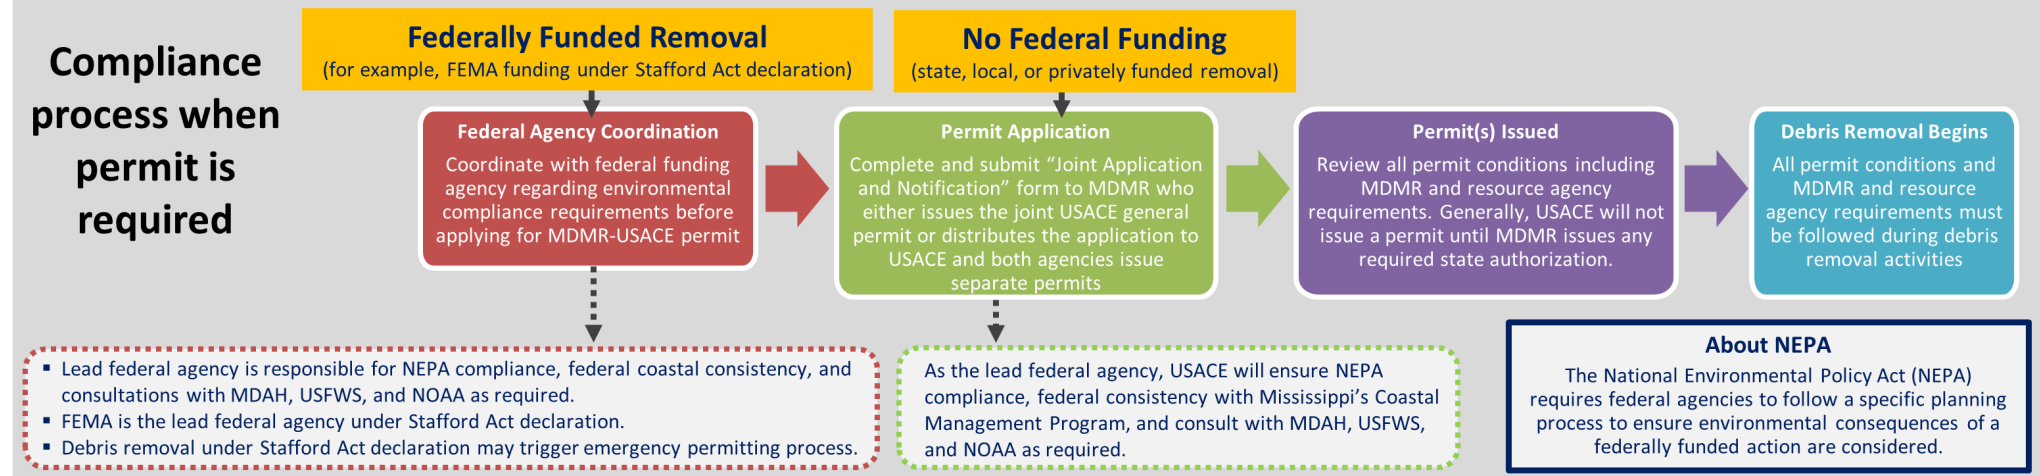 Compliance
process when
permit is
required
Federally Funded Removal
(for example, FEMA funding under Stafford Act declaration)
No Federal Funding
(state, local, or privately funded removal)
Federal Agency Coordination
Coordinate with federal funding
agency regarding environmental
compliance requirements before
applying for MDMR-USACE permit
Permit Application
Complete and submit “Joint Application
and Notification” form to MDMR who
either issues the joint USACE general
permit or distributes the application to
USACE and both agencies issue
separate permits
Permit(s) Issued
Review all permit conditions including
MDMR and resource agency
requirements. Generally, USACE will not
issue a permit until MDMR issues any
required state authorization.
Debris Removal Begins
All permit conditions and
MDMR and resource
agency requirements must
be followed during debris
removal activities
▪ Lead federal agency is responsible for NEPA compliance, federal coastal consistency, and
consultations with MDAH, USFWS, and NOAA as required.
▪ FEMA is the lead federal agency under Stafford Act declaration.
▪ Debris removal under Stafford Act declaration may trigger emergency permitting process.
As the lead federal agency, USACE will ensure NEPA
compliance, federal consistency with Mississippi’s Coastal
Management Program, and consult with MDAH, USFWS,
and NOAA as required.
About NEPA
The National Environmental Policy Act (NEPA)
requires federal agencies to follow a specific planning
process to ensure environmental consequences of a
federally funded action are considered.